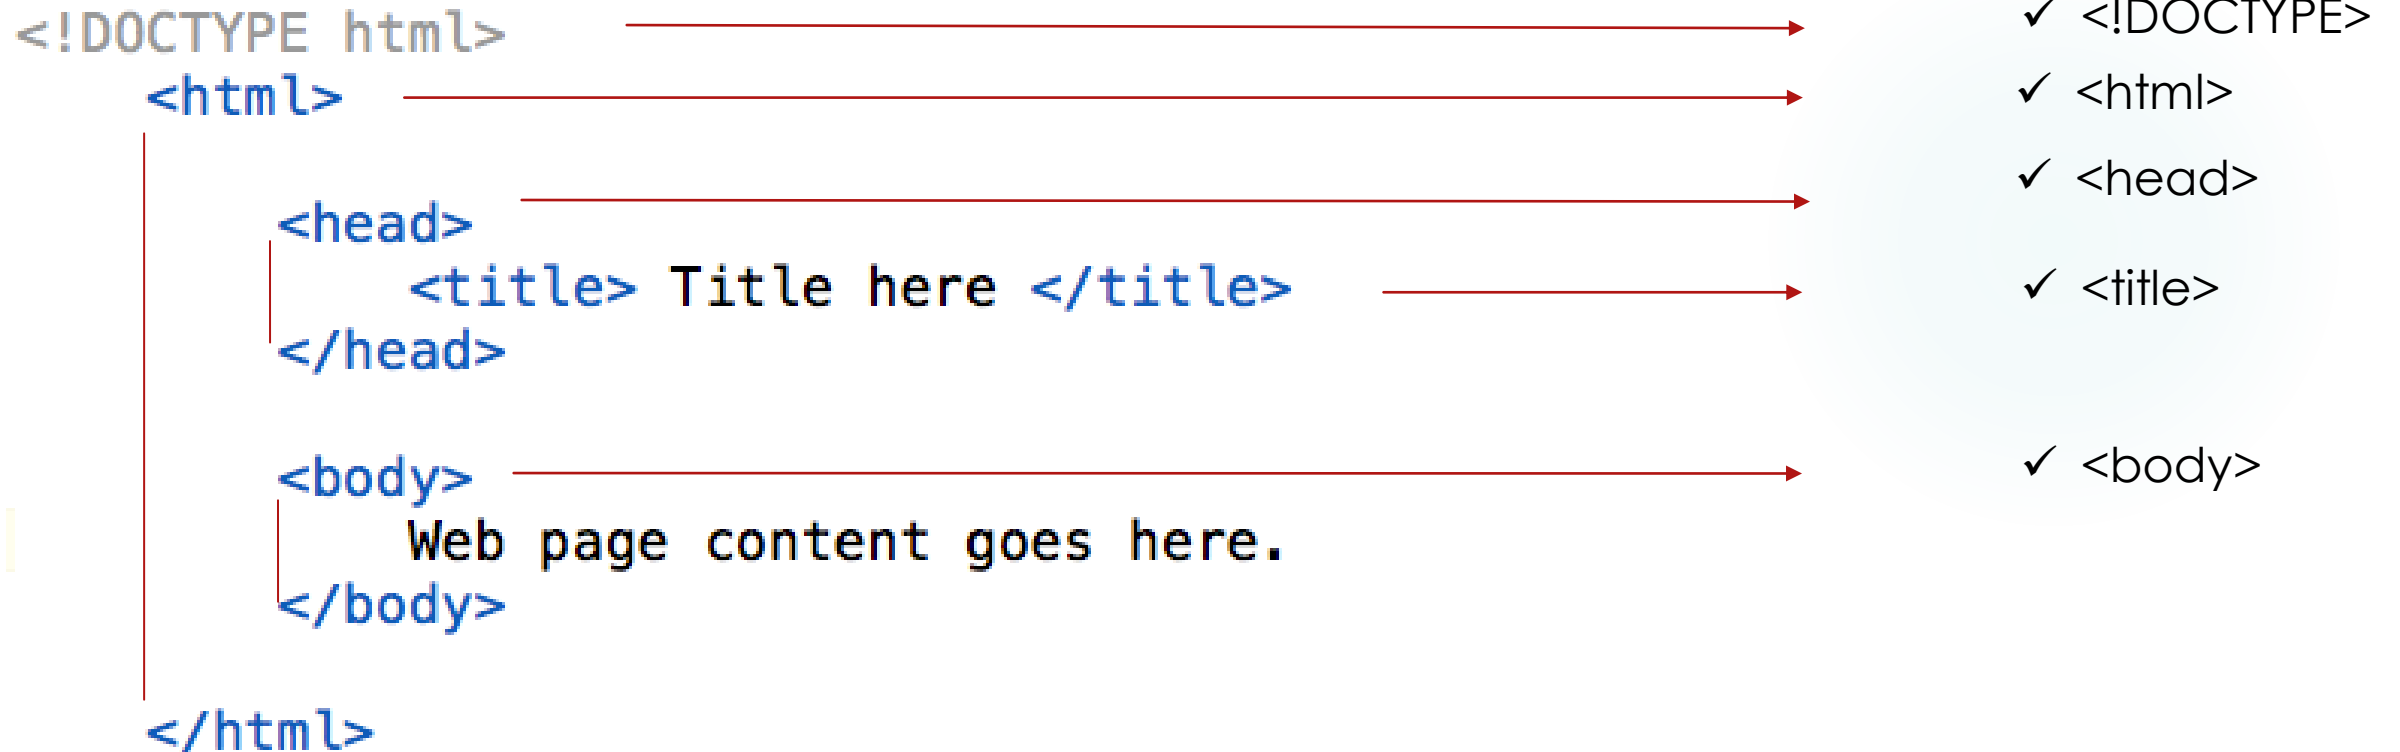 <!DOCTYPE html>
<html>
<head>
<title> Title here </title>
</head>
<body>
Web page content goes here.
</body>
</html>
✓ <!DOCTYPE>
✓ <html>
✓ <head>
✓ <title>
✓ <body>